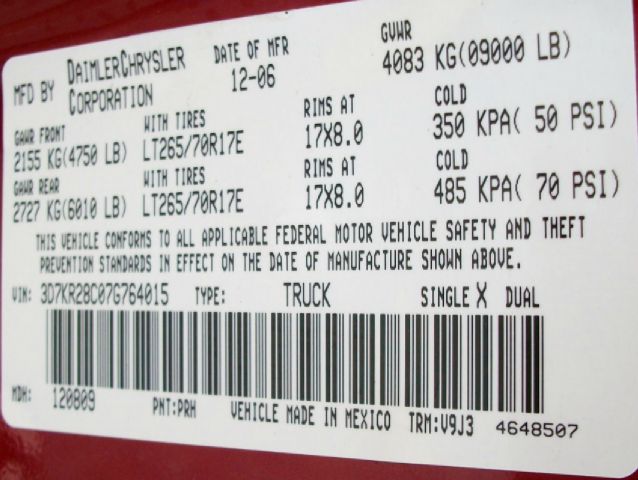 MFD BY DAIMLERCHRYSLER CORPORATION DATE OF MFR 12-06 GVWR 4083 KG(09000 LB)
GAWR FRONT WITH TIRES RIMS AT COLD
2155 KG(4750 LB) LT265/70R17E 17X8.0 350 KPA( 50 PSI)
GAWR REAR WITH TIRES RIMS AT COLD
2727 KG(6010 LB) LT265/70R17E 17X8.0 485 KPA( 70 PSI)
THIS VEHICLE CONFORMS TO ALL APPLICABLE FEDERAL MOTOR VEHICLE SAFETY AND THEFT
PREVENTION STANDARDS IN EFFECT ON THE DATE OF MANUFACTURE SHOWN ABOVE.
VIN: 3D7KR28C07G764015 TYPE: TRUCK SINGLE X DUAL
MDH: 120809 PNT:PRH VEHICLE MADE IN MEXICO TRM:V9J3 4648507